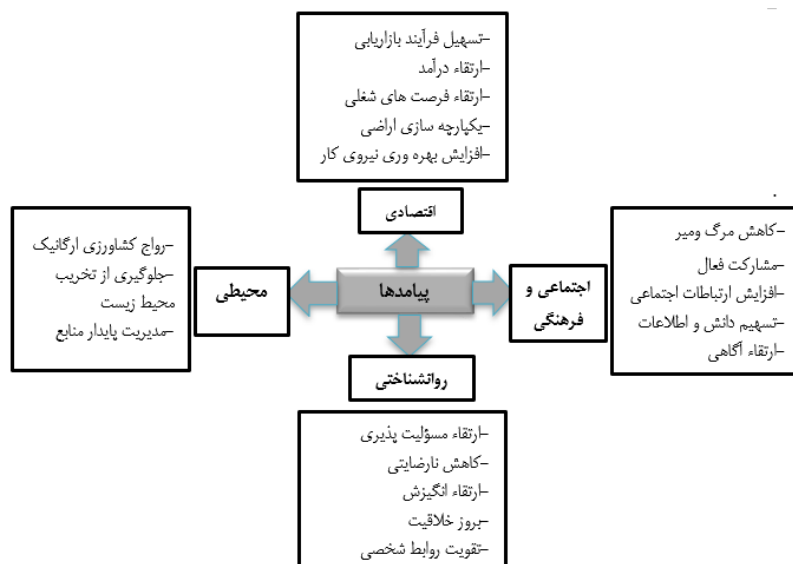 -تسهیل فرآیند بازاریابی
-ارتقاء درآمد
-ارتقاء فرصت های شغلی
-یکپارچه سازی اراضی
-افزایش بهره وری نیروی کار
اقتصادی
-کاهش مرگ ومیر
-مشارکت فعال
-افزایش ارتباطات اجتماعی
-تسهیم دانش و اطلاعات
-ارتقاء آگاهی
اجتماعی و
فرهنگی
پیامدها
محیطی
-رواج کشاورزی ارگانیک
-جلوگیری از تخریب
محیط زیست
-مدیریت پایدار منابع
روانشناختی
-ارتقاء مسؤلیت پذیری
-کاهش نارضایتی
-ارتقاء انگیزش
-بروز خلاقیت
-تقویت روابط شخصی